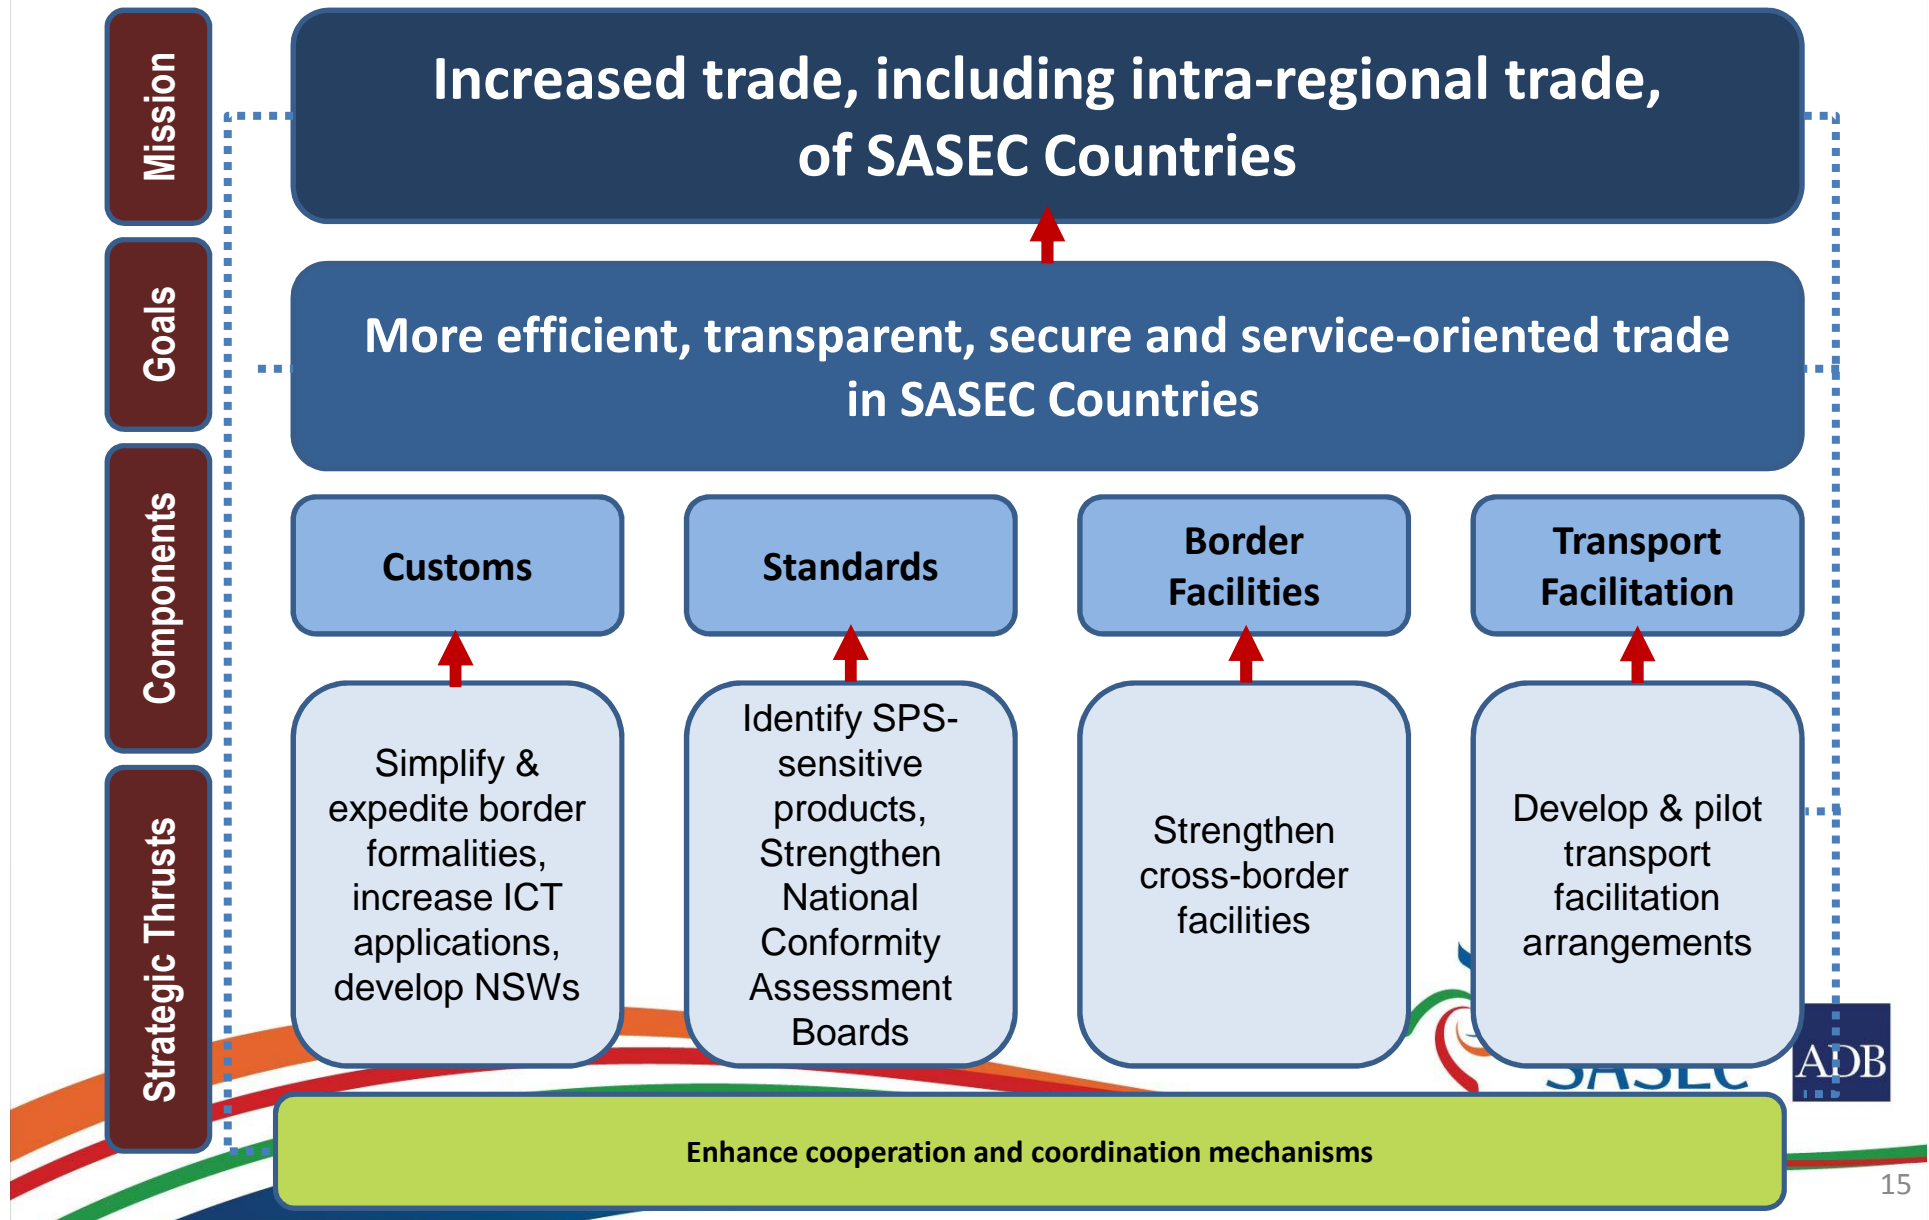 Mission
Increased trade, including intra-regional trade,
of SASEC Countries
Goals
More efficient, transparent, secure and service-oriented trade
in SASEC Countries
Components
Customs
Standards
Border
Facilities
Transport
Facilitation
Strategic Thrusts
Simplify &
expedite border
formalities,
increase ICT
applications,
develop NSWs
Identify SPS-
sensitive
products,
Strengthen
National
Conformity
Assessment
Boards
Strengthen
cross-border
facilities
Develop & pilot
transport
facilitation
arrangements
SASEC
ADB
Enhance cooperation and coordination mechanisms
15